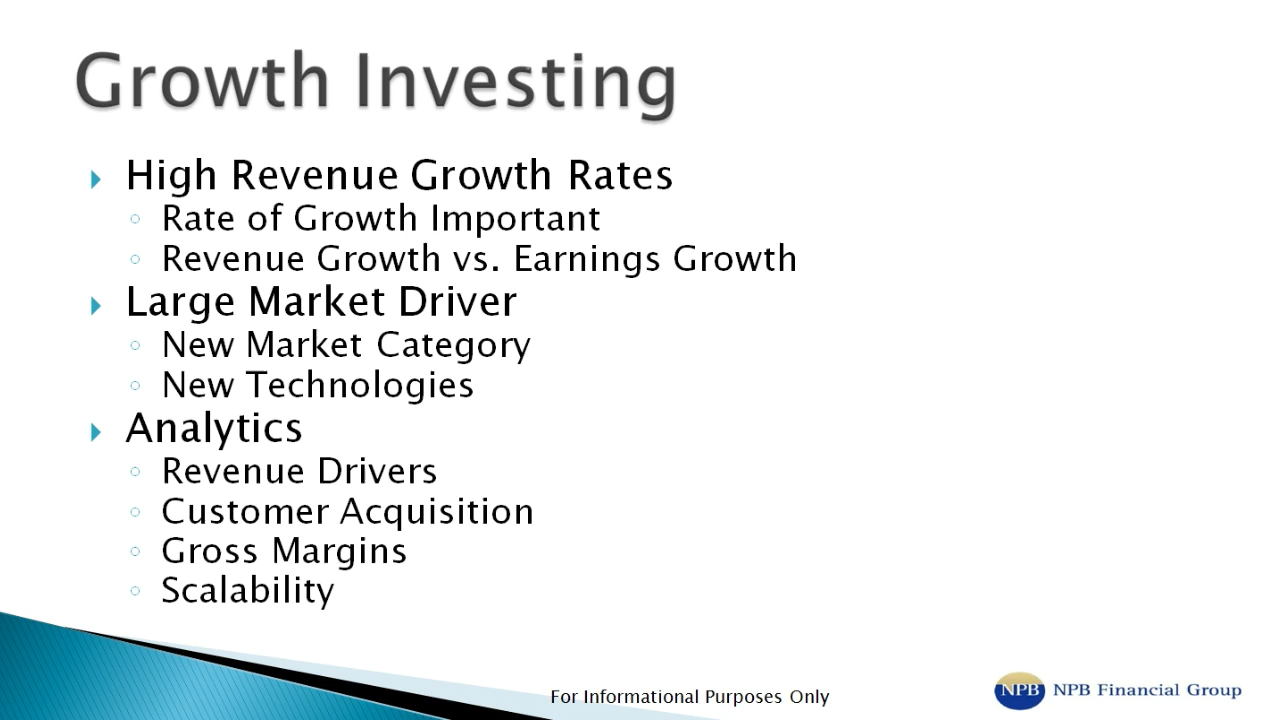 Growth Investing
High Revenue Growth Rates
Rate of Growth Important
Revenue Growth vs. Earnings Growth
Large Market Driver
New Market Category
New Technologies
Analytics
Revenue Drivers
Customer Acquisition
Gross Margins
Scalability
For Informational Purposes Only
NPB NPB Financial Group